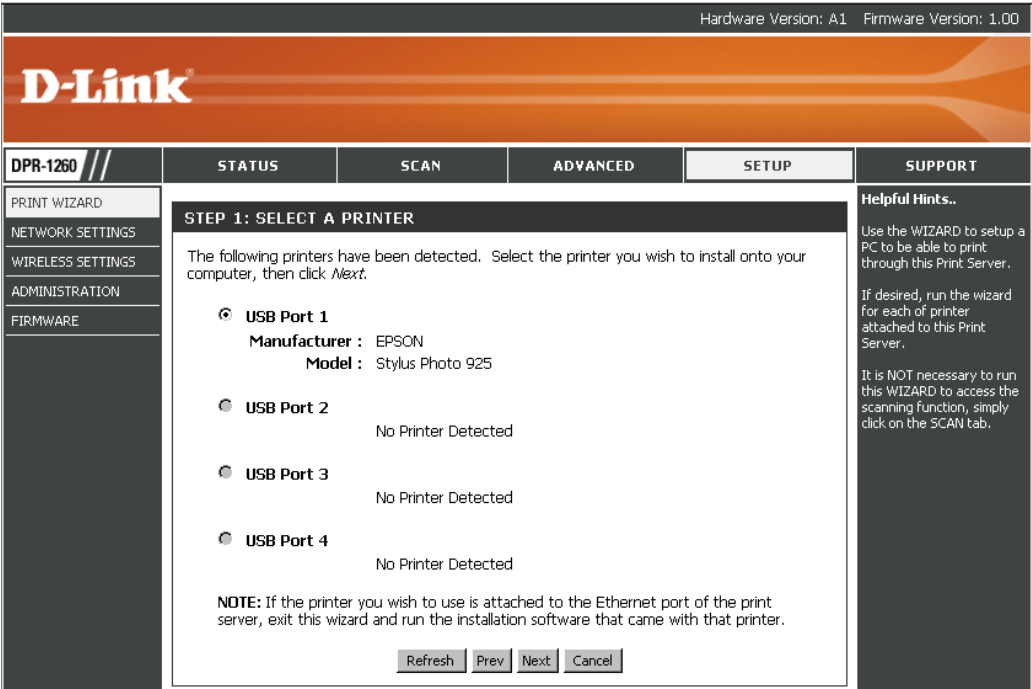 Hardware Version: A1 Firmware Version: 1.00
D-Link®
DPR-1260
STATUS
SCAN
ADVANCED
SETUP
SUPPORT
PRINT WIZARD
NETWORK SETTINGS
WIRELESS SETTINGS
ADMINISTRATION
FIRMWARE
STEP 1: SELECT A PRINTER
The following printers have been detected. Select the printer you wish to install onto your
computer, then click Next.
USB Port 1
Manufacturer : EPSON
Model : Stylus Photo 925
USB Port 2
No Printer Detected
USB Port 3
No Printer Detected
USB Port 4
No Printer Detected
NOTE: If the printer you wish to use is attached to the Ethernet port of the print
server, exit this wizard and run the installation software that came with that printer.
Refresh Prev Next Cancel
Helpful Hints..
Use the WIZARD to setup a
PC to be able to print
through this Print Server.
If desired, run the wizard
for each of printer
attached to this Print
Server.
It is NOT necessary to run
this WIZARD to access the
scanning function, simply
click on the SCAN tab.